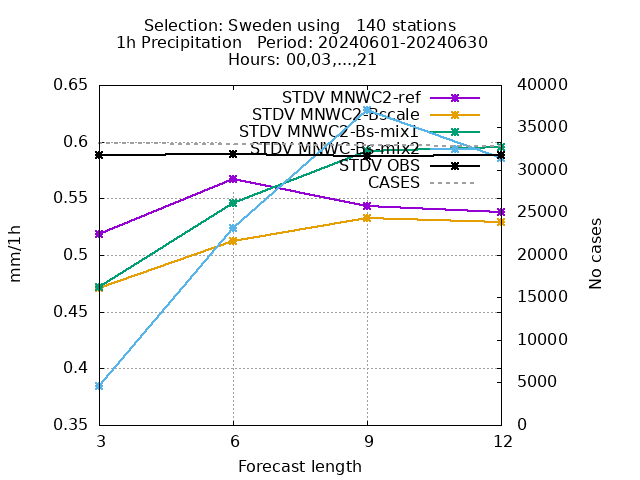 Selection: Sweden using   140 stations
1h Precipitation   Period: 20240601-20240630
Hours: 00,03,...,21
0.65
0.6
0.55
0.5
0.45
0.4
0.35
40000
35000
30000
25000
20000
15000
10000
5000
0
STDV MNWC2-ref
STDV MNWC2-Bscale
STDV MNWC2-Bs-mix1
STDV MNWC-Bs-mix2
STDV OBS
CASES
mm/1h
No cases
3 6 9 12
Forecast length